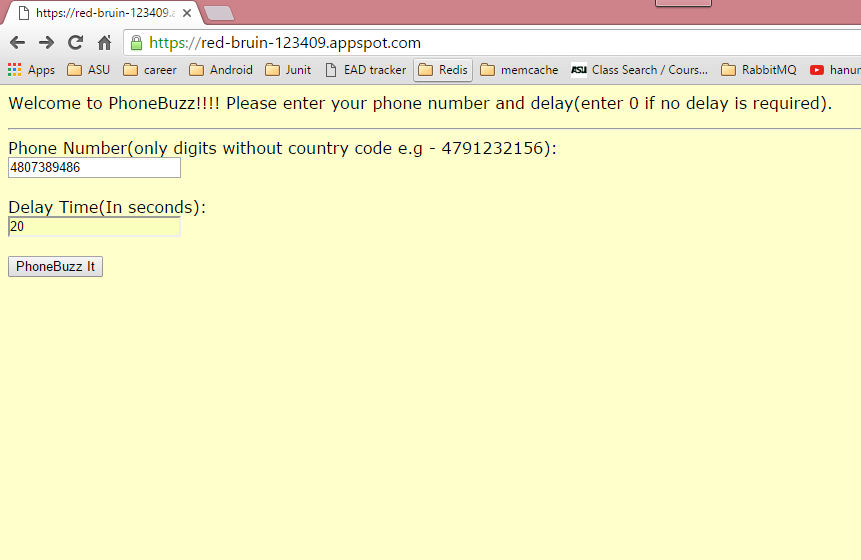 https://red-bruin-123409.a
https://red-bruin-123409.appspot.com
Apps ASU career Android Junit EAD tracker Redis memcache ASU Class Search / Cours... RabbitMQ hanum
Welcome to PhoneBuzz!!!! Please enter your phone number and delay(enter 0 if no delay is required).
Phone Number(only digits without country code e.g - 4791232156):
4807389486
Delay Time(In seconds):
20
PhoneBuzz It